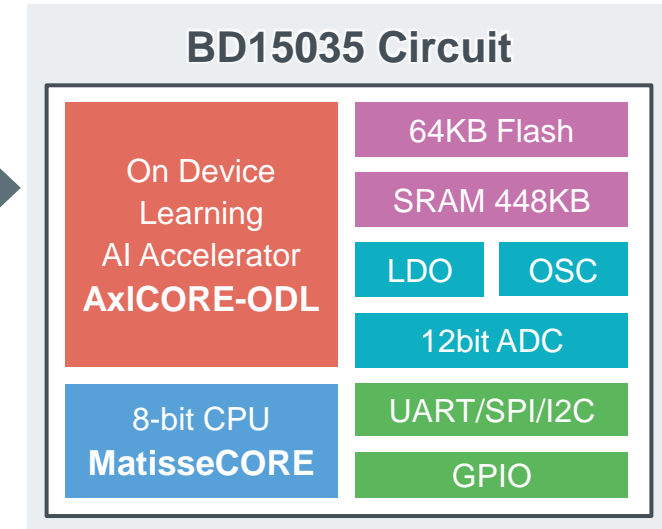 BD15035 Circuit
On Device
Learning
AI Accelerator
AxlCORE-ODL
8-bit CPU
MatisseCORE
64KB Flash
SRAM 448KB
LDO
OSC
12bit ADC
UART/SPI/I2C
GPIO